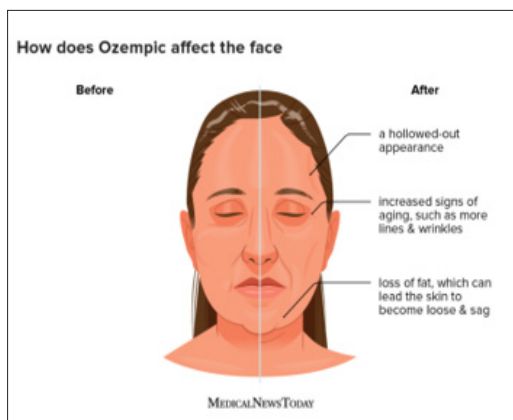 How does Ozempic affect the face
Before
After
a hollowed-out
appearance
increased signs of
aging, such as more
lines & wrinkles
loss of fat, which can
lead the skin to
become loose & sag
MEDICALNEWSTODAY